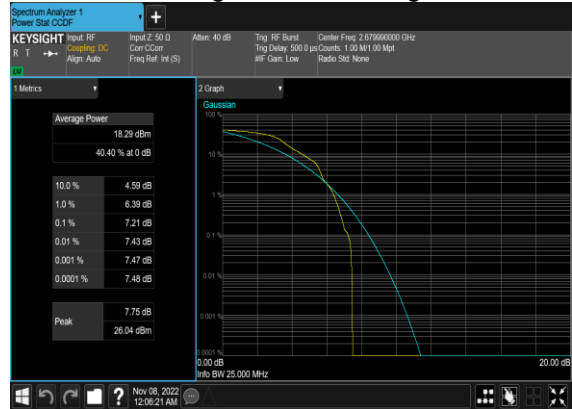 Spectrum Analyzer 1
Power Stat CCDF
+
KEYSIGHT
R T
Input: RF
Coupling: DC
Align: Auto
Input Z: 50 Ω
Corr CCorr
Freq Ref: Int (S)
Atten: 40 dB
Trig: RF Burst
Trig Delay: 500.0 µs
#IF Gain: Low
Center Freq: 2.679990000 GHz
Counts: 1.00 M/1.00 Mpt
Radio Std: None
1 Metrics
Average Power
18.29 dBm
40.40 % at 0 dB
10.0 % 4.59 dB
1.0 % 6.39 dB
0.1 % 7.21 dB
0.01 % 7.43 dB
0.001 % 7.47 dB
0.0001 % 7.48 dB
Peak
7.75 dB
26.04 dBm
2 Graph
Gaussian
100 %
10 %
1 %
0.1 %
0.01 %
0.001 %
0.0001 %
0.00 dB 20.00 dB
Info BW 25.000 MHz
?
Nov 08, 2022
12:06:21 AM